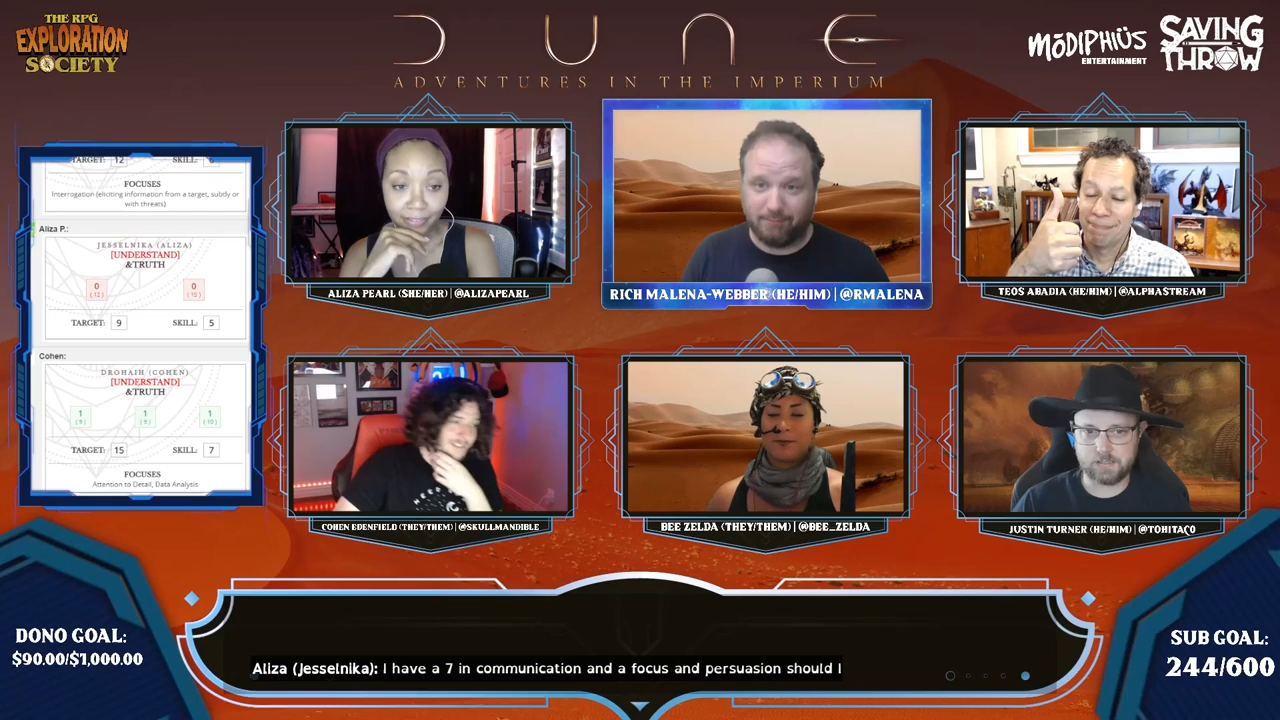 THE RPG
EXPLORATION
SOCIETY
DUNE
ADVENTURES IN THE IMPERIUM
MŌDIPHIÜS
ENTERTAINMENT
SAVING
THROW
TARGET: 12 SKILL:
FOCUSES
Interrogation (eliciting information from a target, subtly or
with threats)
Aliza P.:
JESSELNIKA (ALIZA)
[UNDERSTAND]
&TRUTH
0 0
(12) (15)
TARGET: 9 SKILL: 5
Cohen:
DROHAIH (COHEN)
[UNDERSTAND]
&TRUTH
1 1 1
(9) (9) (10)
TARGET: 15 SKILL: 7
FOCUSES
Attention to Detail, Data Analysis
ALIZA PEARL (SHE/HER) | @ALIZAPEARL
RICH MALENA-WEBBER (HE/HIM) | @RMALENA
TEOS ABADIA (HE/HIM) | @ALPHASTREAM
COHEN EDENFIELD (THEY/THEM) | @SKULLMANDIBLE
BEE ZELDA (THEY/THEM) | @BEE_ZELDA
JUSTIN TURNER (HE/HIM) | @TOHITACO
DONO GOAL:
$90.00/$1,000.00
Aliza (Jesselnika): I have a 7 in communication and a focus and persuasion should I
SUB GOAL:
244/600